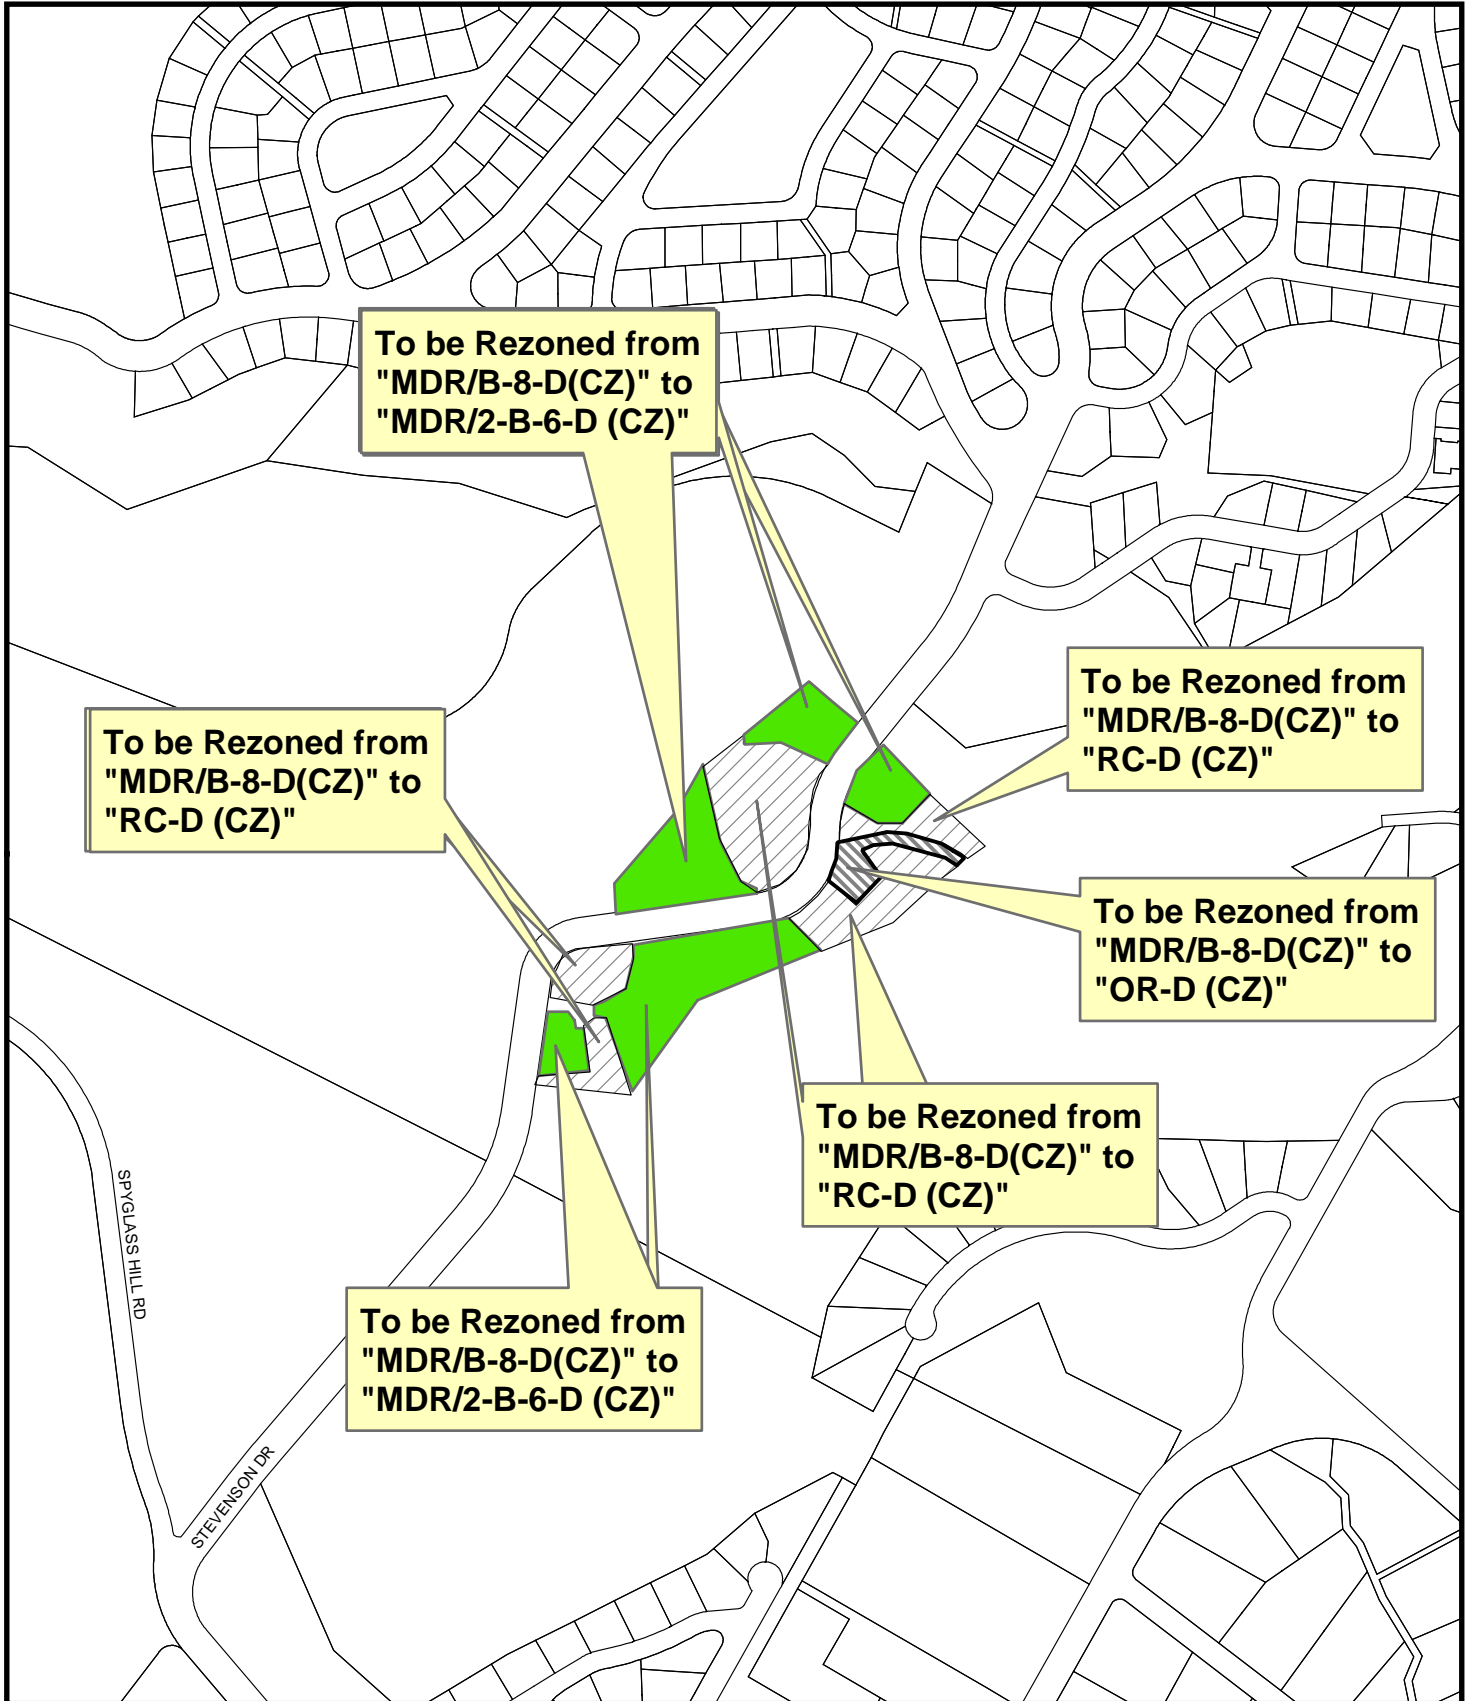 To be Rezoned from
"MDR/B-8-D(CZ)" to
"MDR/2-B-6-D (CZ)"
To be Rezoned from
"MDR/B-8-D(CZ)" to
"RC-D (CZ)"
To be Rezoned from
"MDR/B-8-D(CZ)" to
"RC-D (CZ)"
To be Rezoned from
"MDR/B-8-D(CZ)" to
"OR-D (CZ)"
To be Rezoned from
"MDR/B-8-D(CZ)" to
"RC-D (CZ)"
SPYGLASS HILL RD
To be Rezoned from
"MDR/B-8-D(CZ)" to
"MDR/2-B-6-D (CZ)"
STEVENSON DR